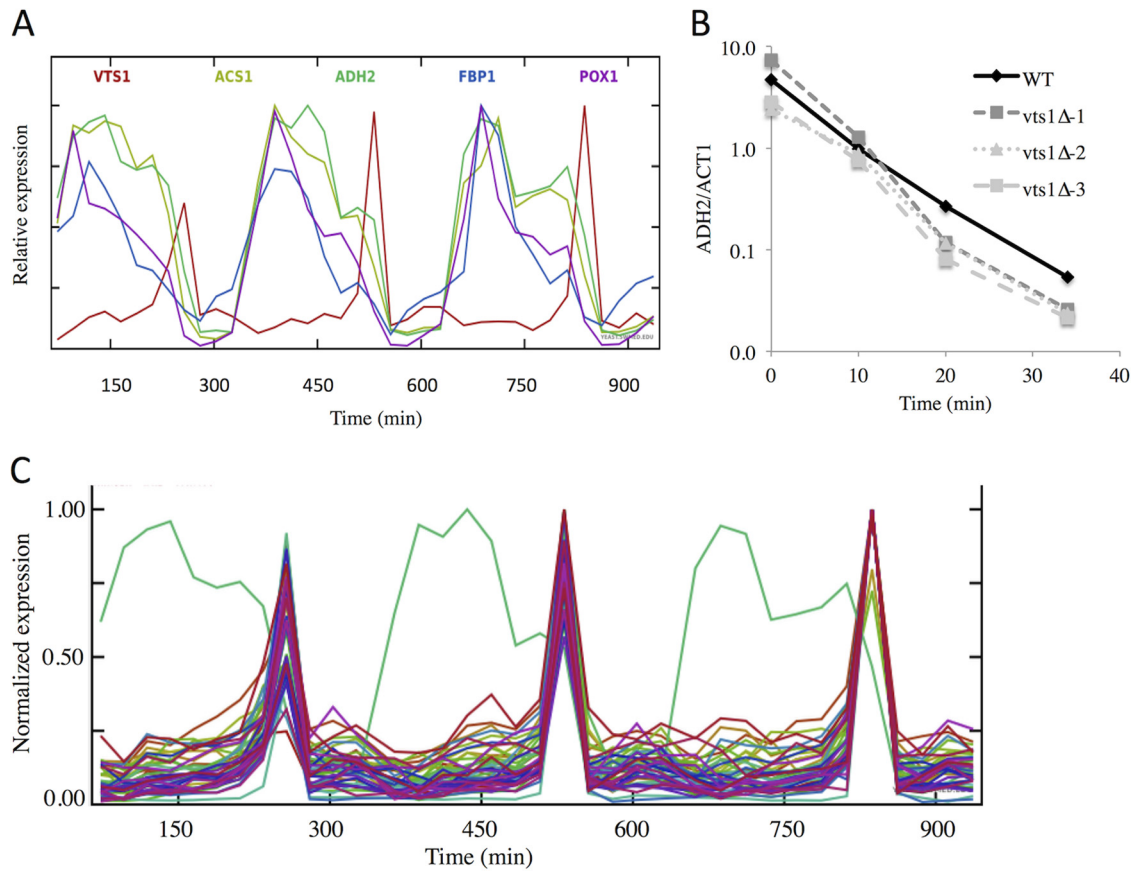 A
VTS1 ACS1 ADH2 FBP1 POX1
Relative expression
150 300 450 600 750 900
Time (min)
B
10.0
1.0
0.1
0.0
ADH2/ACT1
0 10 20 30 40
Time (min)
WT
vts1Δ-1
vts1Δ-2
vts1Δ-3
C
1.00
0.50
0.00
Normalized expression
150 300 450 600 750 900
Time (min)